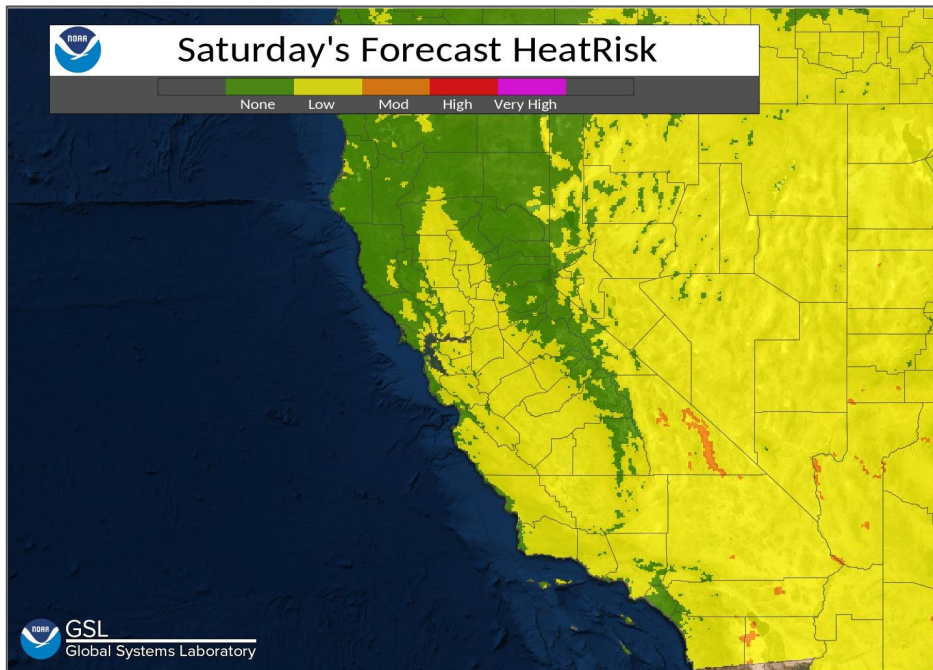 NOAA
Saturday's Forecast HeatRisk
None Low Mod High Very High
NOAA
GSL
Global Systems Laboratory